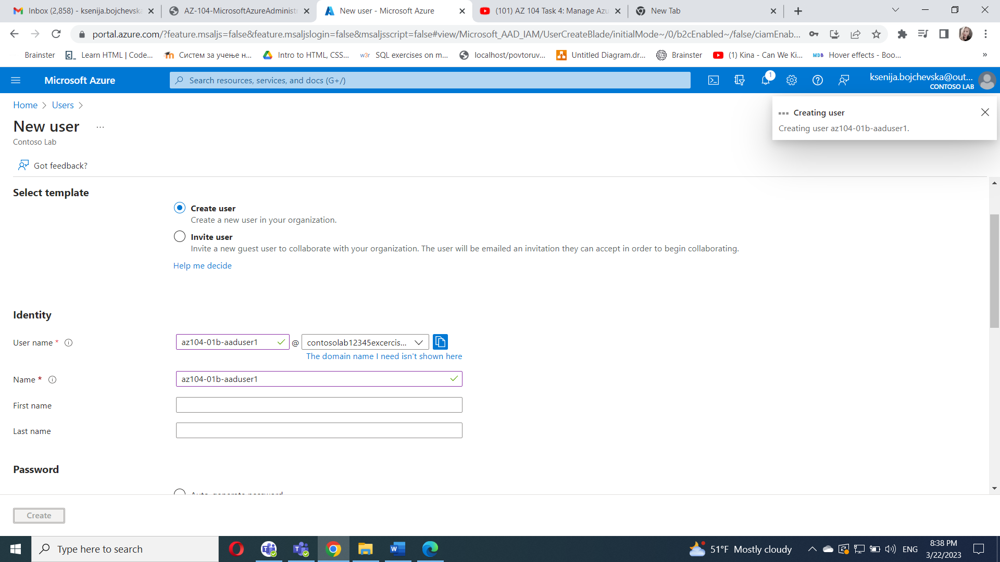 Inbox (2,858) - ksenija.bojchevska
AZ-104-MicrosoftAzureAdministr
New user - Microsoft Azure
(101) AZ 104 Task 4: Manage Azu
New Tab
portal.azure.com/?feature.msaljs=false&feature.msaljslogin=false&msaljsscript=false#view/Microsoft_AAD_IAM/UserCreateBlade/initialMode~/0/b2cEnabled~/false/ciamEnab...
Brainster
Learn HTML | Code...
Систем за учење н...
Intro to HTML, CSS...
w3r
SQL exercises on m...
localhost/povtoruv...
Untitled Diagram.dr...
Brainster
(1) Kina - Can We Ki...
MDB
Hover effects - Boo...
»
Microsoft Azure
Search resources, services, and docs (G+/)
1
ksenija.bojchevska@out...
CONTOSO LAB
Home > Users >
New user ...
Contoso Lab
Creating user
Creating user az104-01b-aaduser1.
Got feedback?
Select template
Create user
Create a new user in your organization.
Invite user
Invite a new guest user to collaborate with your organization. The user will be emailed an invitation they can accept in order to begin collaborating.
Help me decide
Identity
User name * az104-01b-aaduser1 @ contosolab12345excercis...
The domain name I need isn't shown here
Name * az104-01b-aaduser1
First name
Last name
Password
Auto-generate password
Create
Type here to search
51°F Mostly cloudy
ENG
8:38 PM
3/22/2023